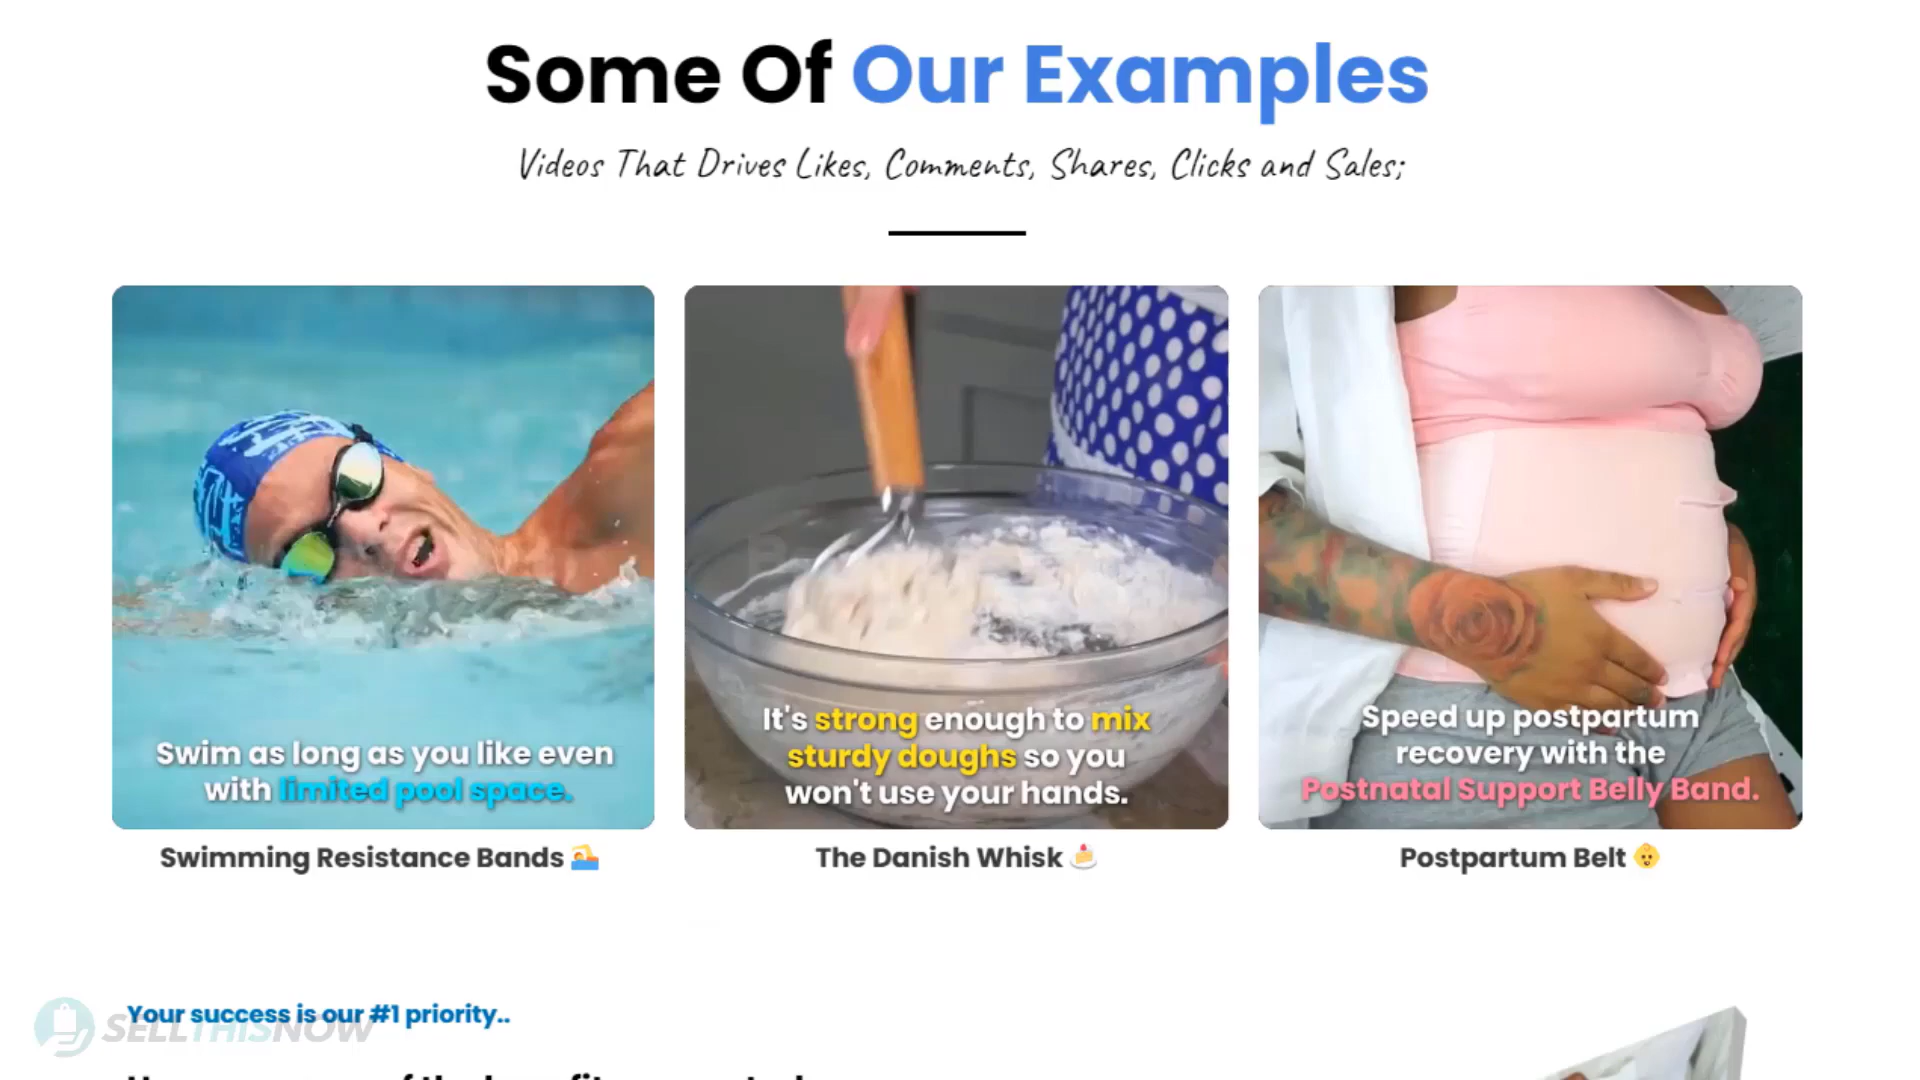 Some Of Our Examples
Videos That Drives Likes, Comments, Shares, Clicks and Sales;
Swim as long as you like even
with limited pool space.
It's strong enough to mix
sturdy doughs so you
won't use your hands.
Speed up postpartum
recovery with the
Postnatal Support Belly Band.
Swimming Resistance Bands
The Danish Whisk
Postpartum Belt
Your success is our #1 priority..
SELLTHISNOW